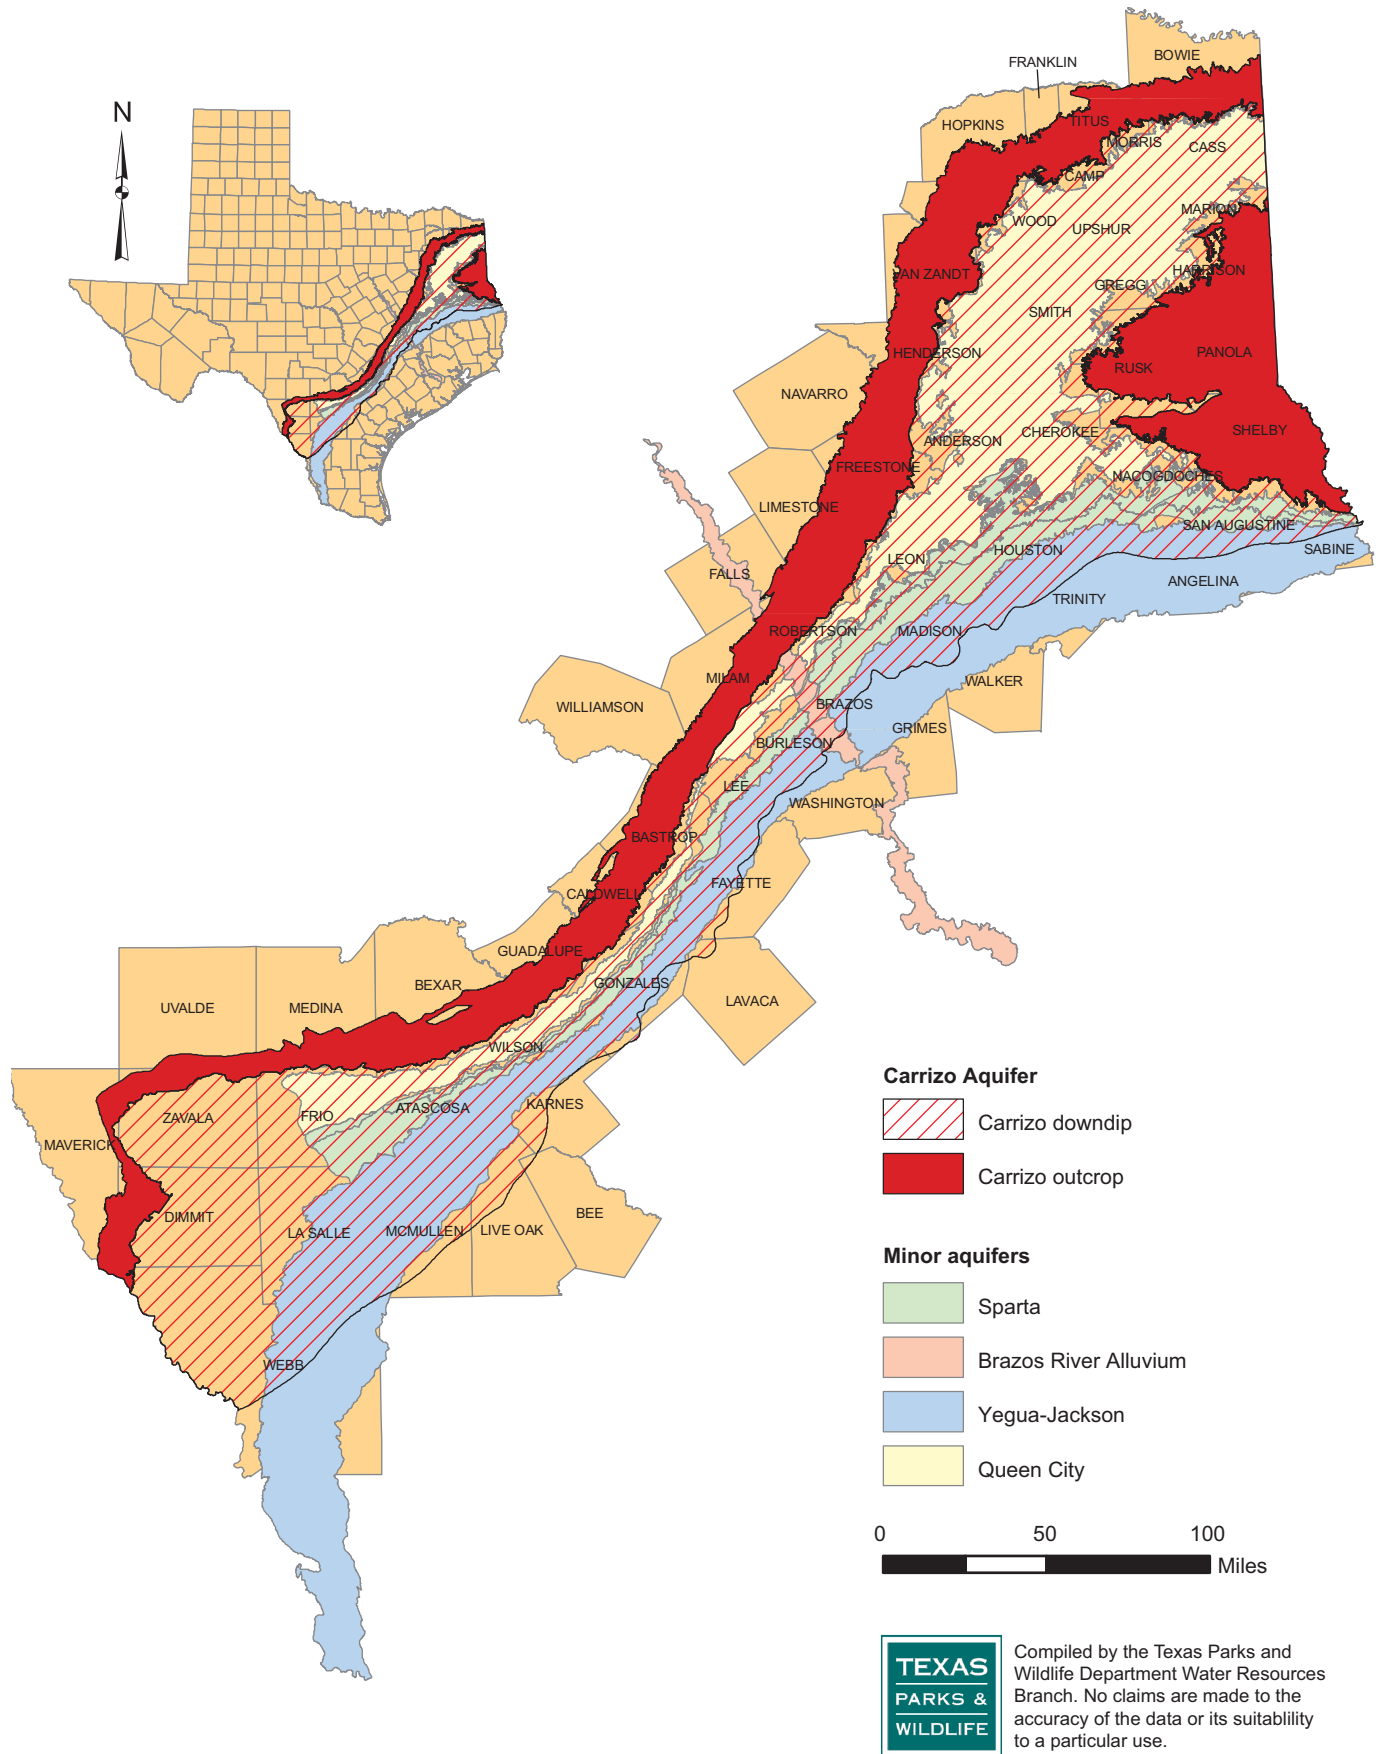 BOWIE
FRANKLIN
N
HOPKINS
TITUS
MORRIS
CASS
CAMP
WOOD
MARION
UPSHUR
VAN ZANDT
HARRISON
GREGG
SMITH
HENDERSON
PANOLA
RUSK
NAVARRO
SHELBY
CHEROKEE
ANDERSON
FREESTONE
NACOGDOCHES
LIMESTONE
SAN AUGUSTINE
HOUSTON
SABINE
LEON
FALLS
ANGELINA
TRINITY
ROBERTSON
MADISON
MILAM
WALKER
WILLIAMSON
BRAZOS
GRIMES
BURLESON
LEE
WASHINGTON
BASTROP
FAYETTE
CALDWELL
GUADALUPE
BEXAR
GONZALES
UVALDE
MEDINA
LAVACA
WILSON
KARNES
ATASCOSA
FRIO
ZAVALA
MAVERICK
BEE
DIMMIT
LA SALLE
MCMULLEN
LIVE OAK
WEBB
Carrizo Aquifer
Carrizo downdip
Carrizo outcrop
Minor aquifers
Sparta
Brazos River Alluvium
Yegua-Jackson
Queen City
0 50 100
Miles
TEXAS
PARKS &
WILDLIFE
Compiled by the Texas Parks and
Wildlife Department Water Resources
Branch. No claims are made to the
accuracy of the data or its suitablility
to a particular use.